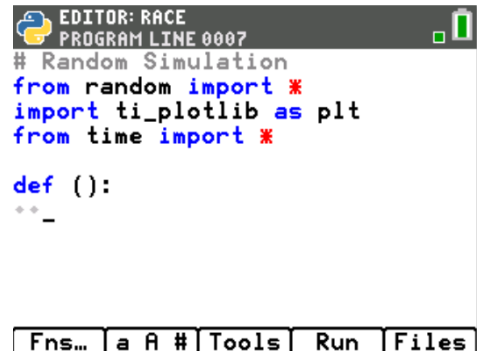 EDITOR: RACE
PROGRAM LINE 0007
# Random Simulation
from random import *
import ti_plotlib as plt
from time import *
def ():
Fns… a A # Tools Run Files